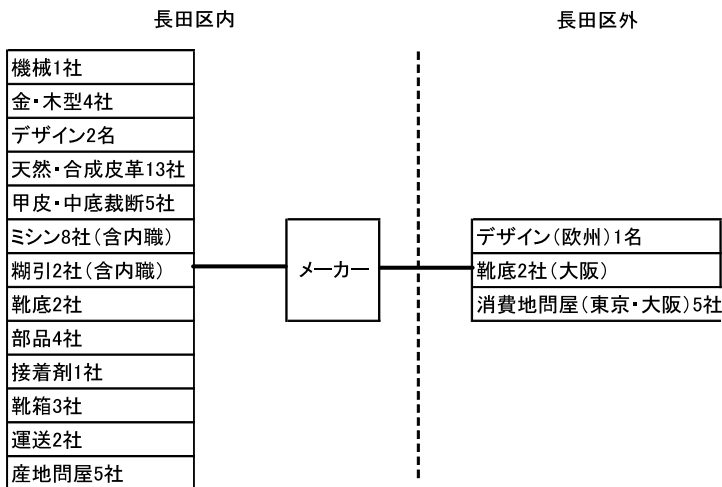 長田区内
長田区外
機械1社
金・木型4社
デザイン2名
天然・合成皮革13社
甲皮・中底裁断5社
ミシン8社(含内職)
糊引2社(含内職)
靴底2社
部品4社
接着剤1社
靴箱3社
運送2社
産地問屋5社
メーカー
デザイン(欧州)1名
靴底2社(大阪)
消費地問屋(東京・大阪)5社